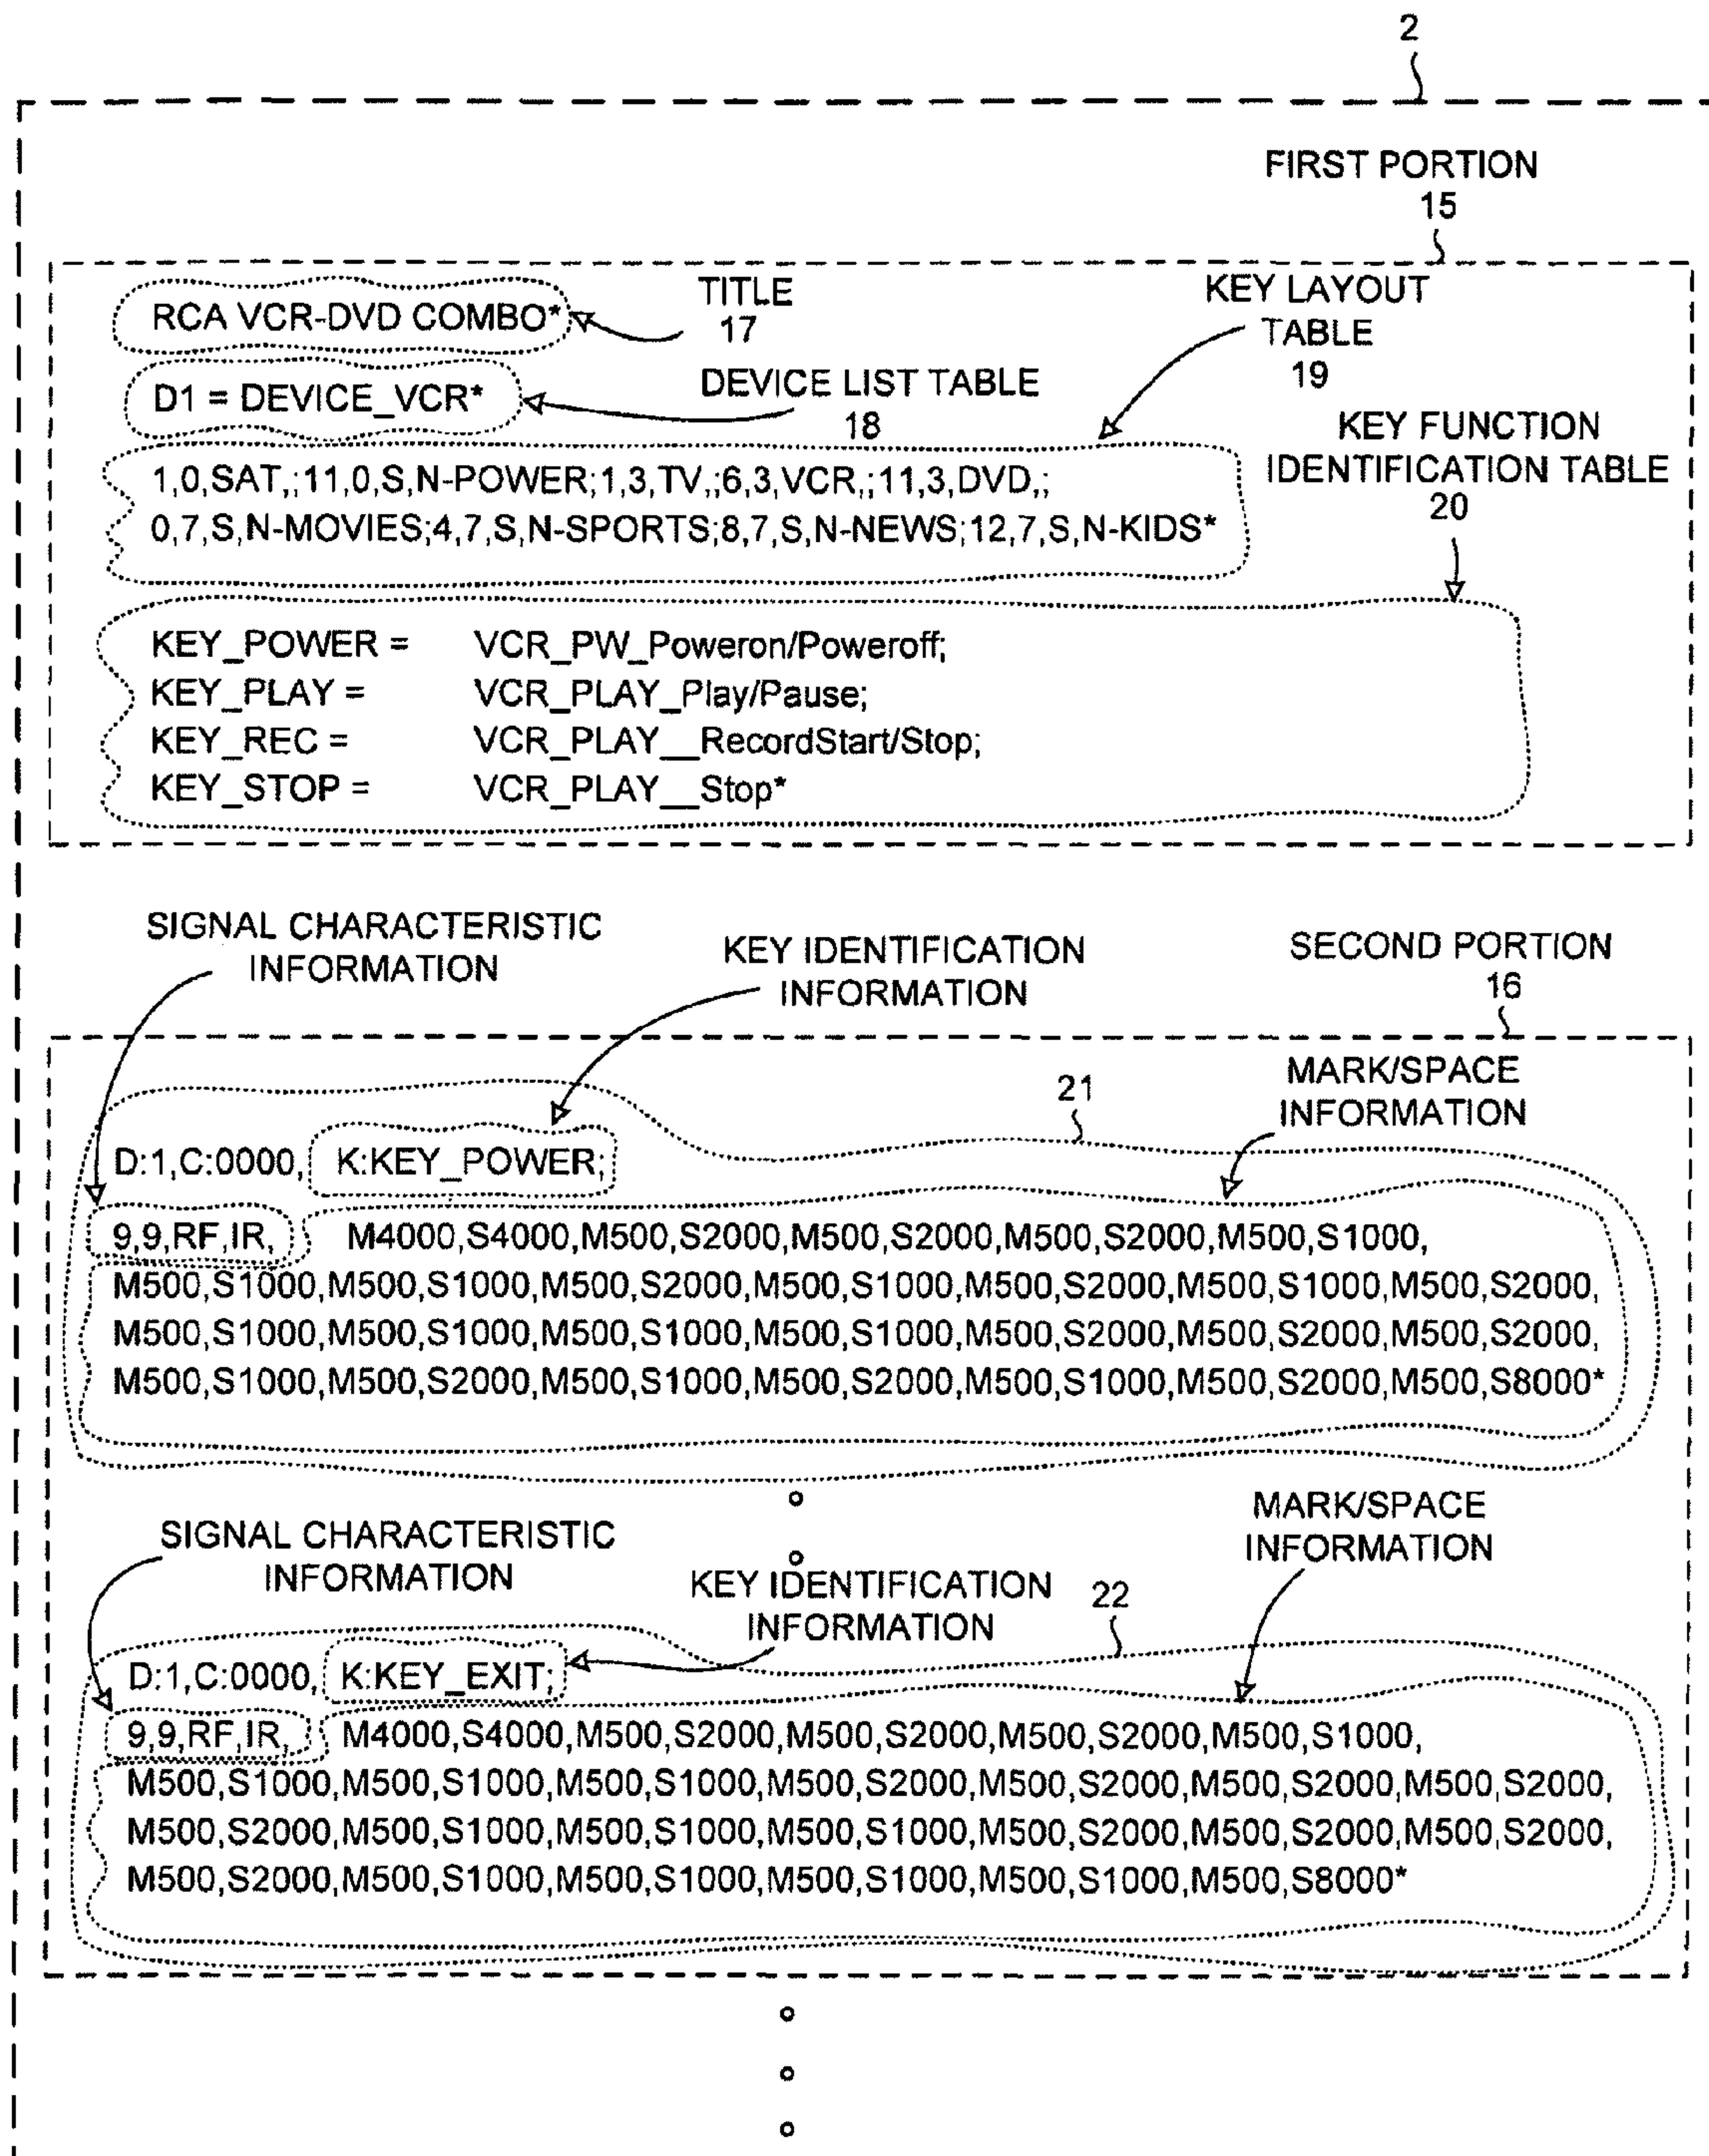 2
FIRST PORTION
15
RCA VCR-DVD COMBO*
TITLE
17
KEY LAYOUT
TABLE
19
D1 = DEVICE_VCR*
DEVICE LIST TABLE
18
KEY FUNCTION
IDENTIFICATION TABLE
20
1,0,SAT,;11,0,S,N-POWER;1,3,TV,;6,3,VCR,;11,3,DVD,;
0,7,S,N-MOVIES;4,7,S,N-SPORTS;8,7,S,N-NEWS;12,7,S,N-KIDS*
KEY_POWER = VCR_PW_Poweron/Poweroff;
KEY_PLAY = VCR_PLAY_Play/Pause;
KEY_REC = VCR_PLAY__RecordStart/Stop;
KEY_STOP = VCR_PLAY__Stop*
SIGNAL CHARACTERISTIC
INFORMATION
KEY IDENTIFICATION
INFORMATION
SECOND PORTION
16
MARK/SPACE
INFORMATION
21
D:1,C:0000, K:KEY_POWER;
9,9,RF,IR, M4000,S4000,M500,S2000,M500,S2000,M500,S2000,M500,S1000,
M500,S1000,M500,S1000,M500,S2000,M500,S1000,M500,S2000,M500,S1000,M500,S2000,
M500,S1000,M500,S1000,M500,S1000,M500,S1000,M500,S2000,M500,S2000,M500,S2000,
M500,S1000,M500,S2000,M500,S1000,M500,S2000,M500,S1000,M500,S2000,M500,S8000*
SIGNAL CHARACTERISTIC
INFORMATION
KEY IDENTIFICATION
INFORMATION
MARK/SPACE
INFORMATION
22
D:1,C:0000, K:KEY_EXIT;
9,9,RF,IR, M4000,S4000,M500,S2000,M500,S2000,M500,S2000,M500,S1000,
M500,S1000,M500,S1000,M500,S1000,M500,S2000,M500,S2000,M500,S2000,M500,S2000,
M500,S2000,M500,S1000,M500,S1000,M500,S1000,M500,S2000,M500,S2000,M500,S2000,
M500,S2000,M500,S1000,M500,S1000,M500,S1000,M500,S1000,M500,S8000*